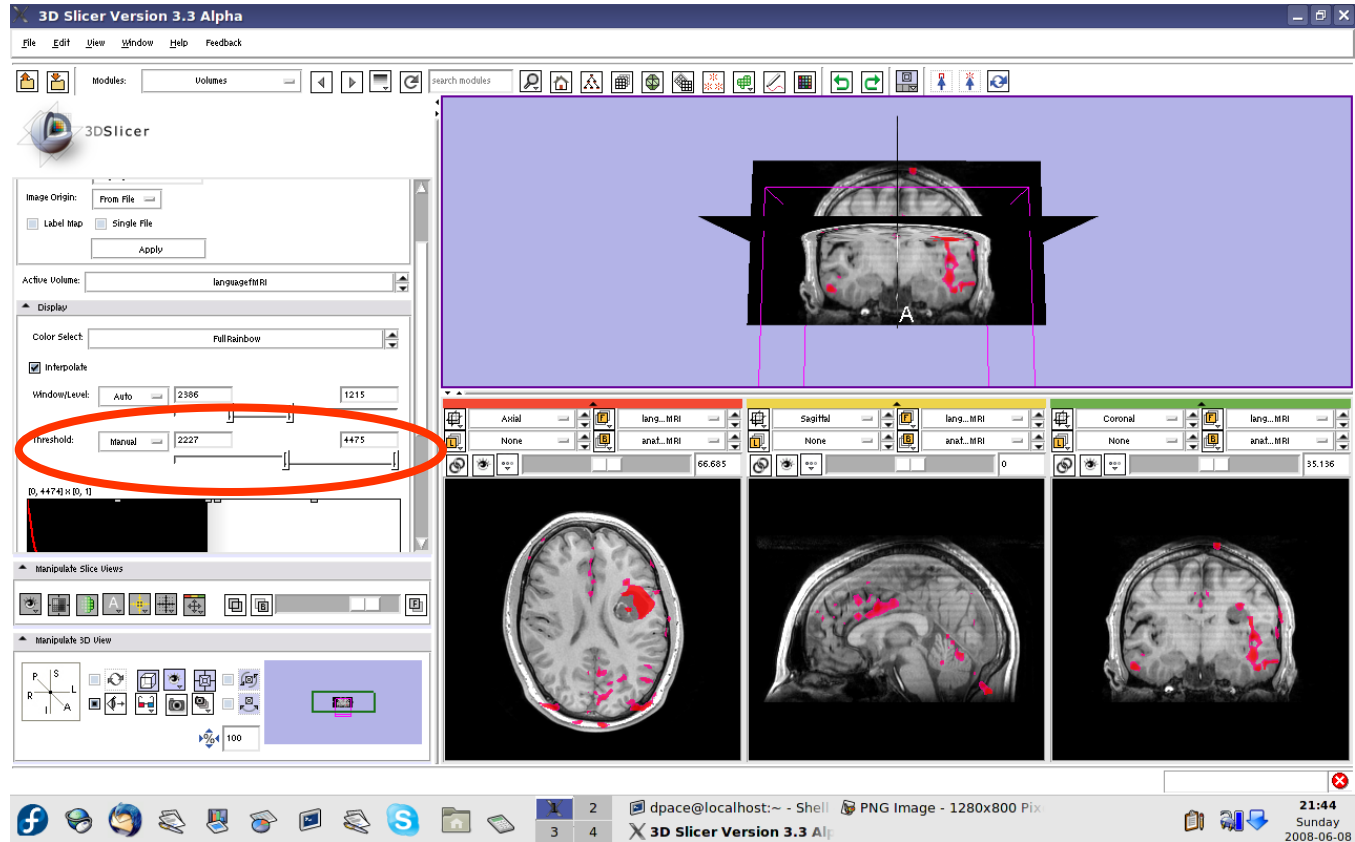 3D Slicer Version 3.3 Alpha
File Edit View Window Help Feedback
Modules: Volumes search modules
3DSlicer
Image Origin: From File
Label Map Single File
Apply
Active Volume: languagefMRI
Display
Color Select: FullRainbow
Interpolate
Window/Level: Auto 2386 1215
Threshold: Manual 2227 4475
[0, 4474] x [0, 1]
Manipulate Slice Views
A
F
Manipulate 3D View
P S
R L
I A
100
A
Axial F lang...MRI
L None B anat...MRI
66.685
Sagittal F lang...MRI
L None B anat...MRI
0
Coronal F lang...MRI
L None B anat...MRI
35.136
1 2
3 4
dpace@localhost:~ - Shell
PNG Image - 1280x800 Pix
3D Slicer Version 3.3 Alp
21:44
Sunday
2008-06-08